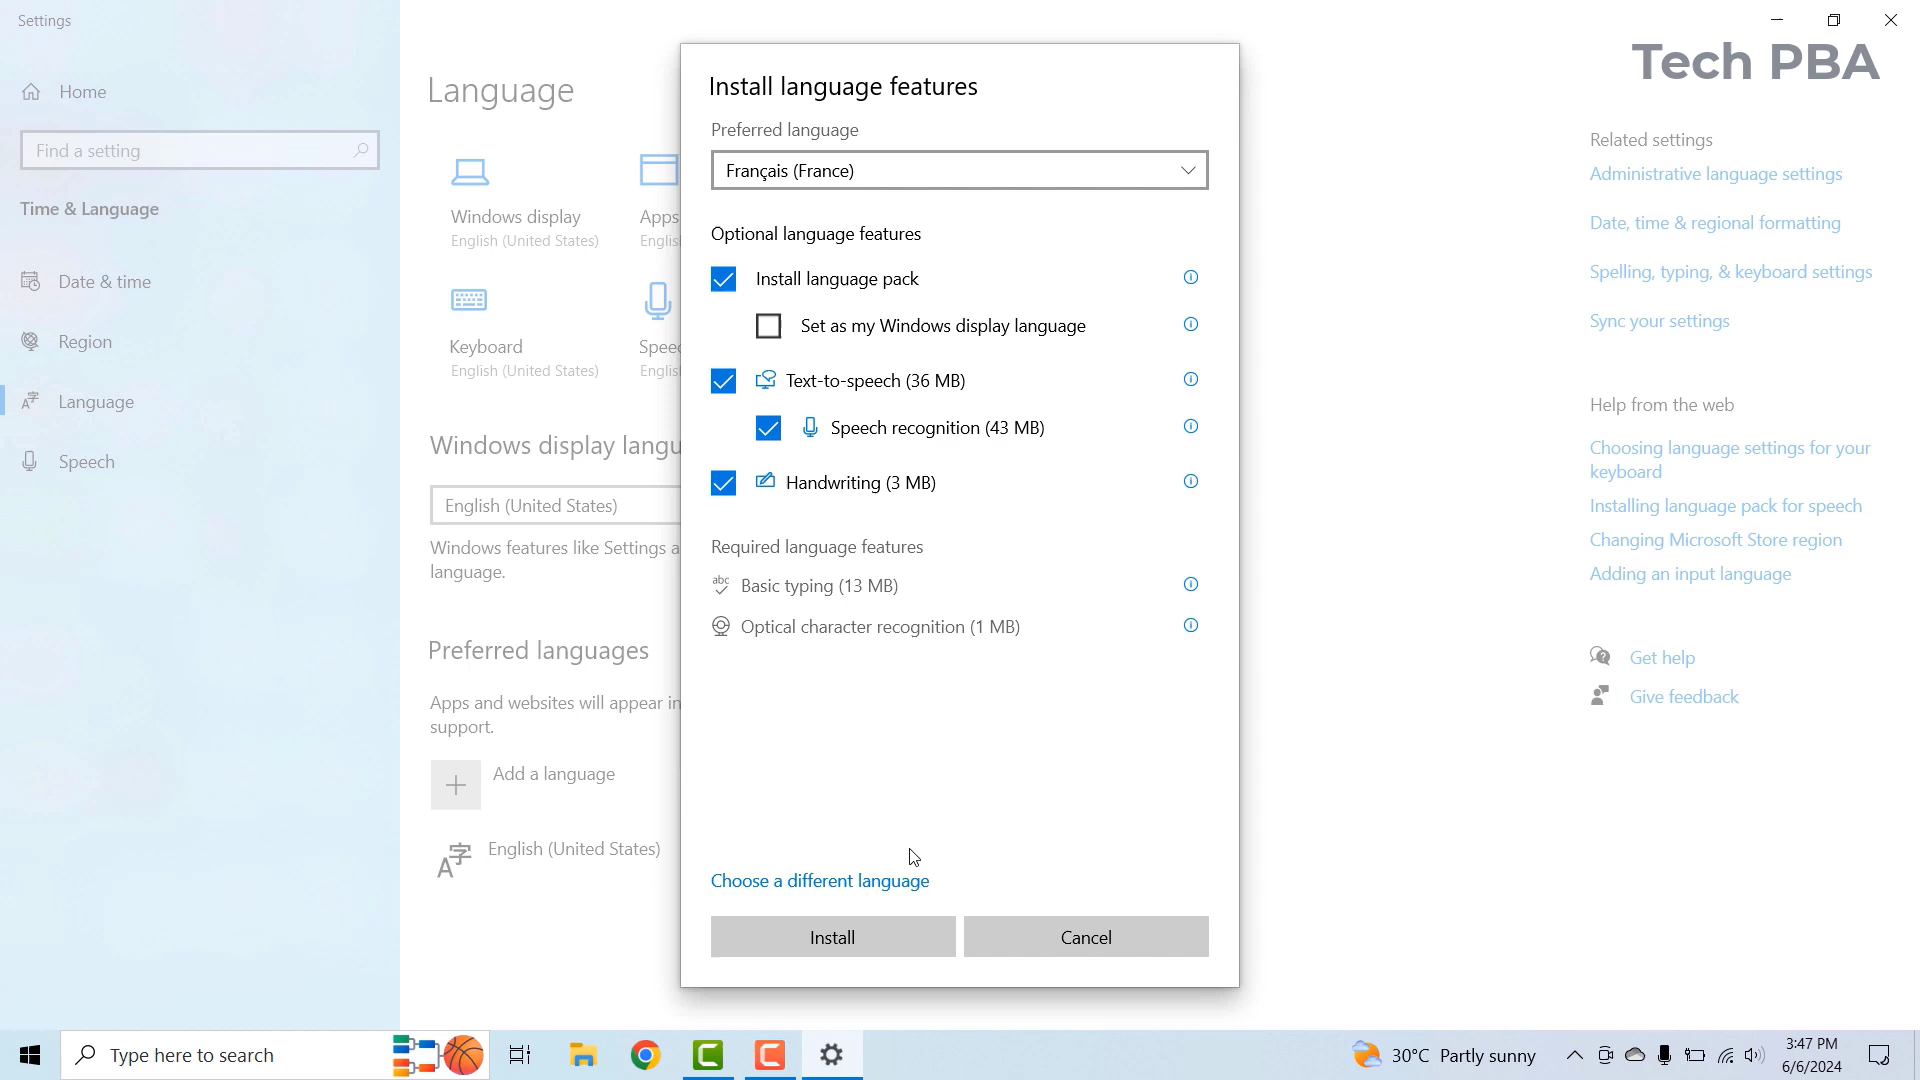 Settings
Tech PBA
Home
Find a setting
Time & Language
Date & time
Region
Language
Speech
Language
Windows display
English (United States)
Apps
Englis
Keyboard
English (United States)
Speec
Englis
Windows display langu
English (United States)
Windows features like Settings a
language.
Preferred languages
Apps and websites will appear in
support.
Add a language
English (United States)
Install language features
Preferred language
Français (France)
Optional language features
Install language pack
Set as my Windows display language
Text-to-speech (36 MB)
Speech recognition (43 MB)
Handwriting (3 MB)
Required language features
abc
Basic typing (13 MB)
Optical character recognition (1 MB)
Choose a different language
Install
Cancel
Related settings
Administrative language settings
Date, time & regional formatting
Spelling, typing, & keyboard settings
Sync your settings
Help from the web
Choosing language settings for your
keyboard
Installing language pack for speech
Changing Microsoft Store region
Adding an input language
Get help
Give feedback
Type here to search
30°C Partly sunny
3:47 PM
6/6/2024